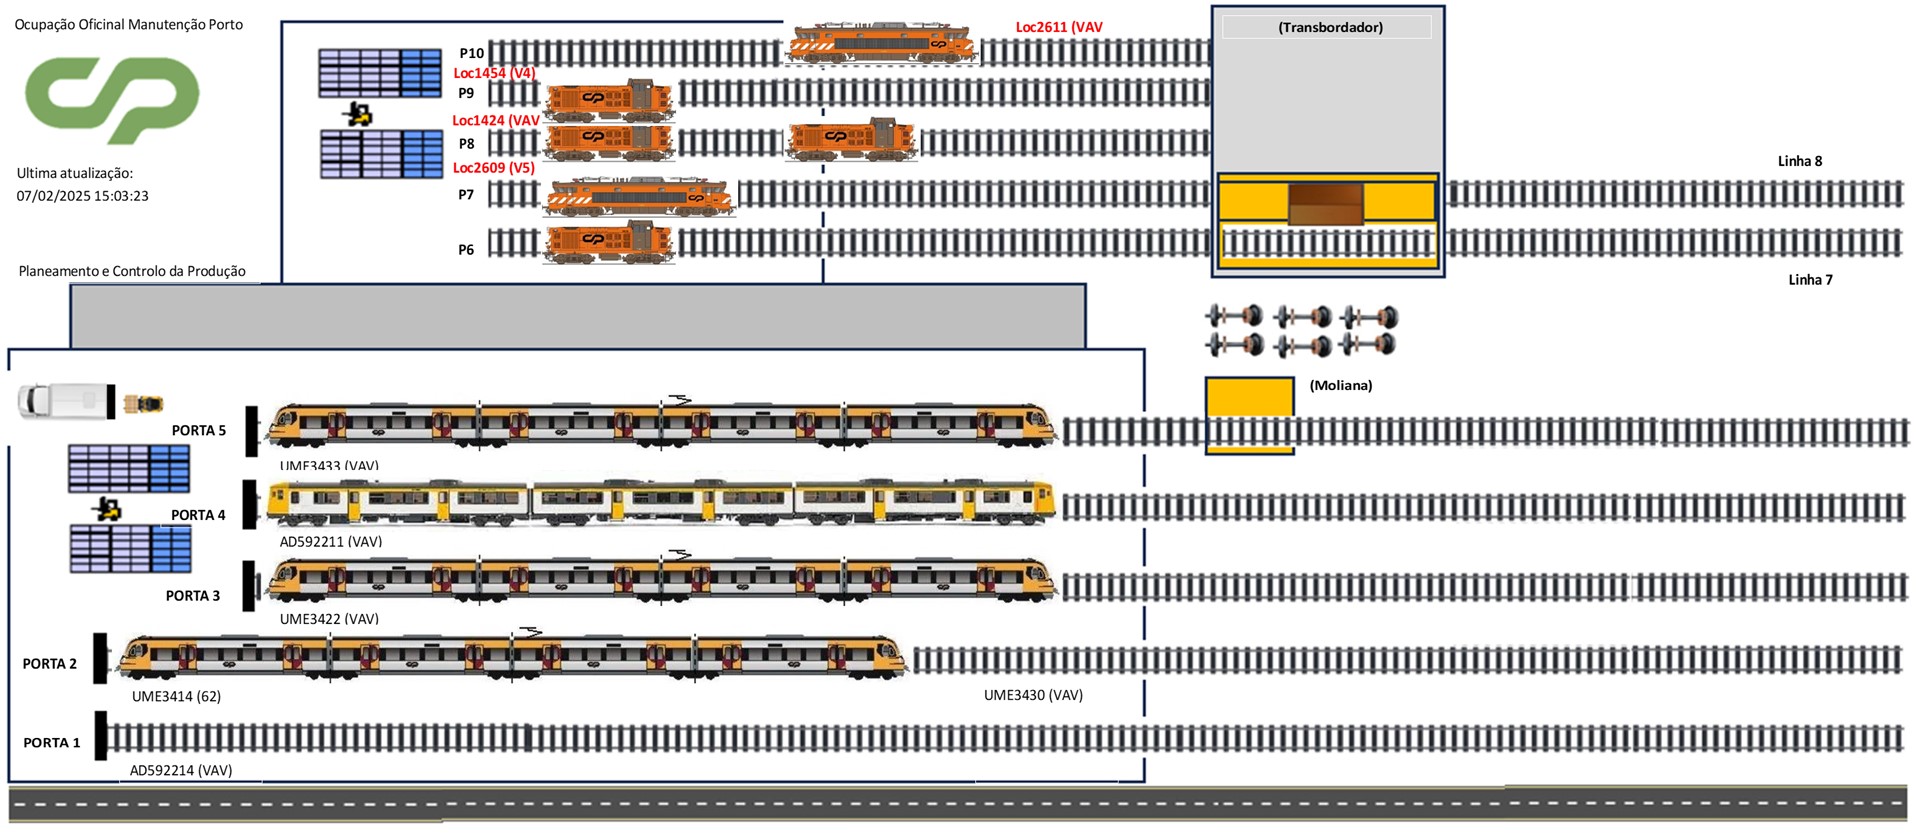 Ocupação Oficinal Manutenção Porto
Ultima atualização:
07/02/2025 15:03:23
Planeamento e Controlo da Produção
P10
Loc2611 (VAV
(Transbordador)
Loc1454 (V4)
P9
Loc1424 (VAV
P8
Loc2609 (V5)
P7
P6
Linha 8
Linha 7
(Moliana)
PORTA 5
UME3433 (VAV)
PORTA 4
AD592211 (VAV)
PORTA 3
UME3422 (VAV)
PORTA 2
UME3414 (62)
UME3430 (VAV)
PORTA 1
AD592214 (VAV)